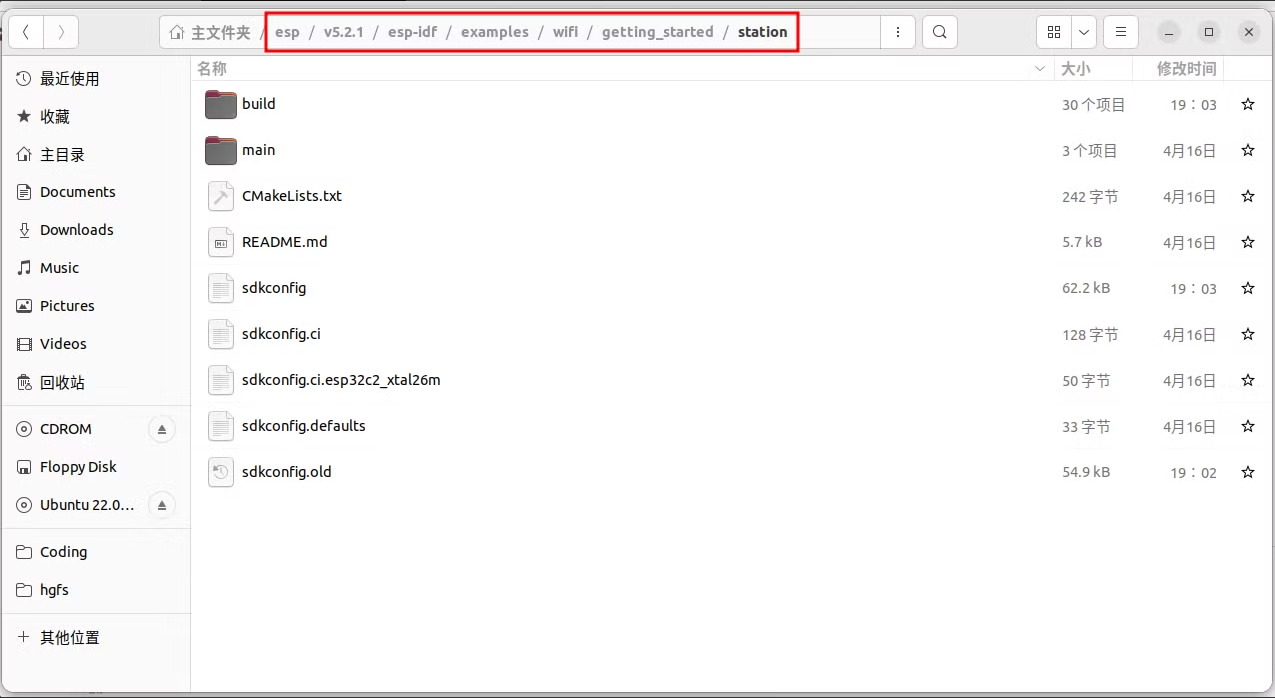 主文件夹 / esp / v5.2.1 / esp-idf / examples / wifi / getting_started / station
名称 大小 修改时间
最近使用
收藏
主目录
Documents
Downloads
Music
Pictures
Videos
回收站
CDROM
Floppy Disk
Ubuntu 22.0...
Coding
hgfs
其他位置
build 30 个项目 19：03
main 3 个项目 4月16日
CMakeLists.txt 242 字节 4月16日
README.md 5.7 kB 4月16日
sdkconfig 62.2 kB 19：03
sdkconfig.ci 128 字节 4月16日
sdkconfig.ci.esp32c2_xtal26m 50 字节 4月16日
sdkconfig.defaults 33 字节 4月16日
sdkconfig.old 54.9 kB 19：02